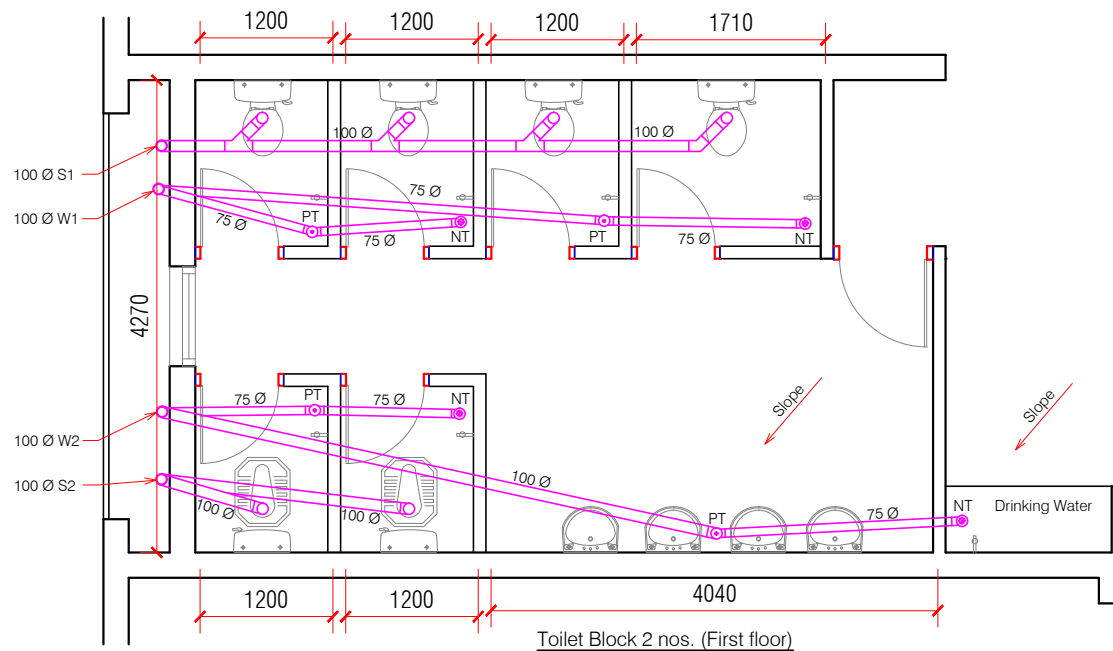 1200 1200 1200 1710
100 Ø 100 Ø
100 Ø S1
75 Ø
100 Ø W1
75 Ø PT 75 Ø NT PT 75 Ø NT
4270
PT NT
75 Ø 75 Ø
Slope Slope
100 Ø W2
100 Ø S2
100 Ø 100 Ø 100 Ø PT 75 Ø NT Drinking Water
1200 1200 4040
Toilet Block 2 nos. (First floor)